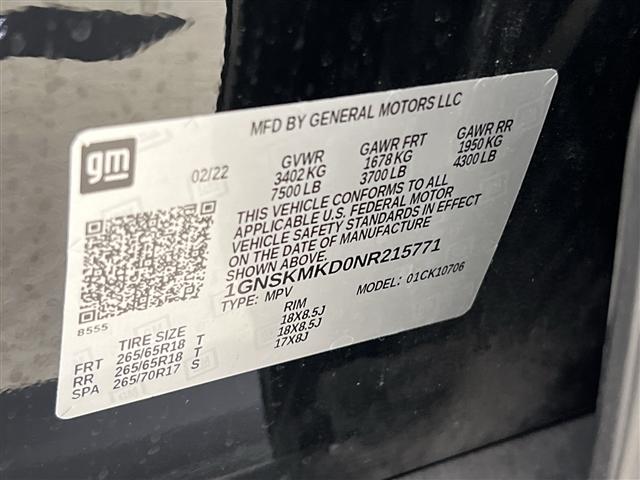 MFD BY GENERAL MOTORS LLC
gm
02/22 GVWR GAWR FRT GAWR RR
3402 KG 1678 KG 1950 KG
7500 LB 3700 LB 4300 LB
THIS VEHICLE CONFORMS TO ALL
APPLICABLE U.S. FEDERAL MOTOR
VEHICLE SAFETY STANDARDS IN EFFECT
ON THE DATE OF MANUFACTURE
SHOWN ABOVE.
1GNSKMKD0NR215771
TYPE: MPV MODEL: 01CK10706
8555
TIRE SIZE RIM
FRT 265/65R18 T 18X8.5J
RR 265/65R18 T 18X8.5J
SPA 265/70R17 S 17X8J